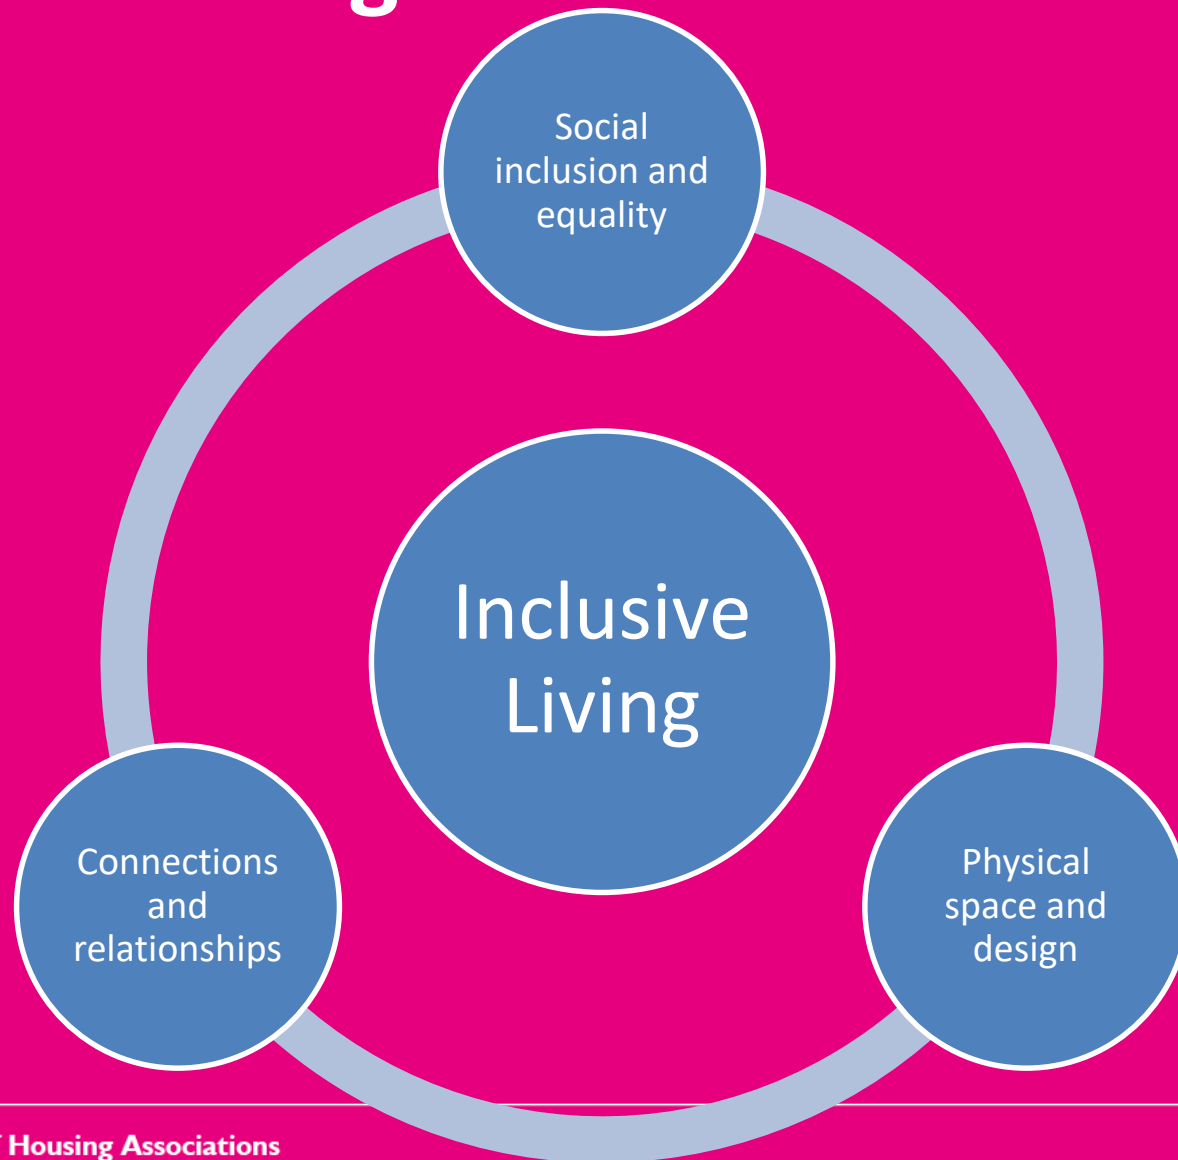 Social
inclusion and
equality
Inclusive
Living
Connections
and
relationships
Physical
space and
design
Housing Associations